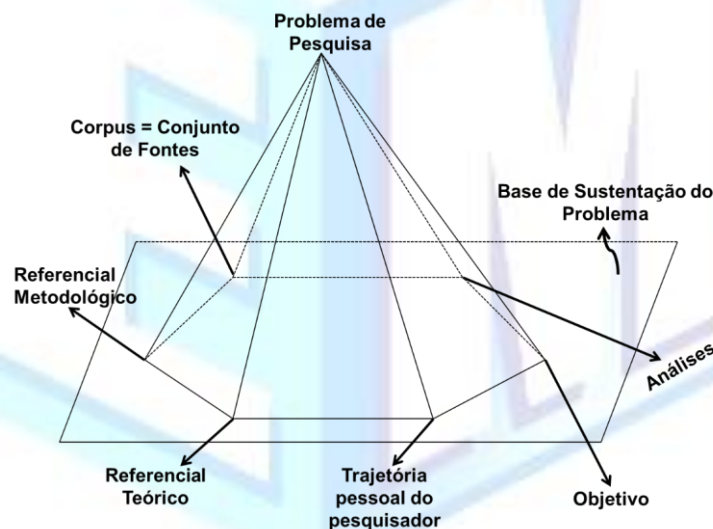 Problema de
Pesquisa
Corpus = Conjunto
de Fontes
Base de Sustentação do
Problema
Referencial
Metodológico
Análises
Referencial
Teórico
Trajetória
pessoal do
pesquisador
Objetivo